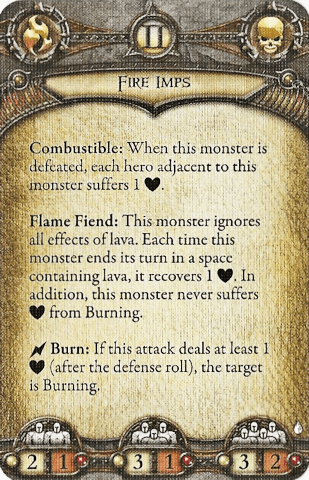 II
Fire Imps
Combustible: When this monster is
defeated, each hero adjacent to this
monster suffers 1 ♥.
Flame Fiend: This monster ignores
all effects of lava. Each time this
monster ends its turn in a space
containing lava, it recovers 1 ♥. In
addition, this monster never suffers
♥ from Burning.
Burn: If this attack deals at least 1
♥ (after the defense roll), the target
is Burning.
2 1 3 1 3 2